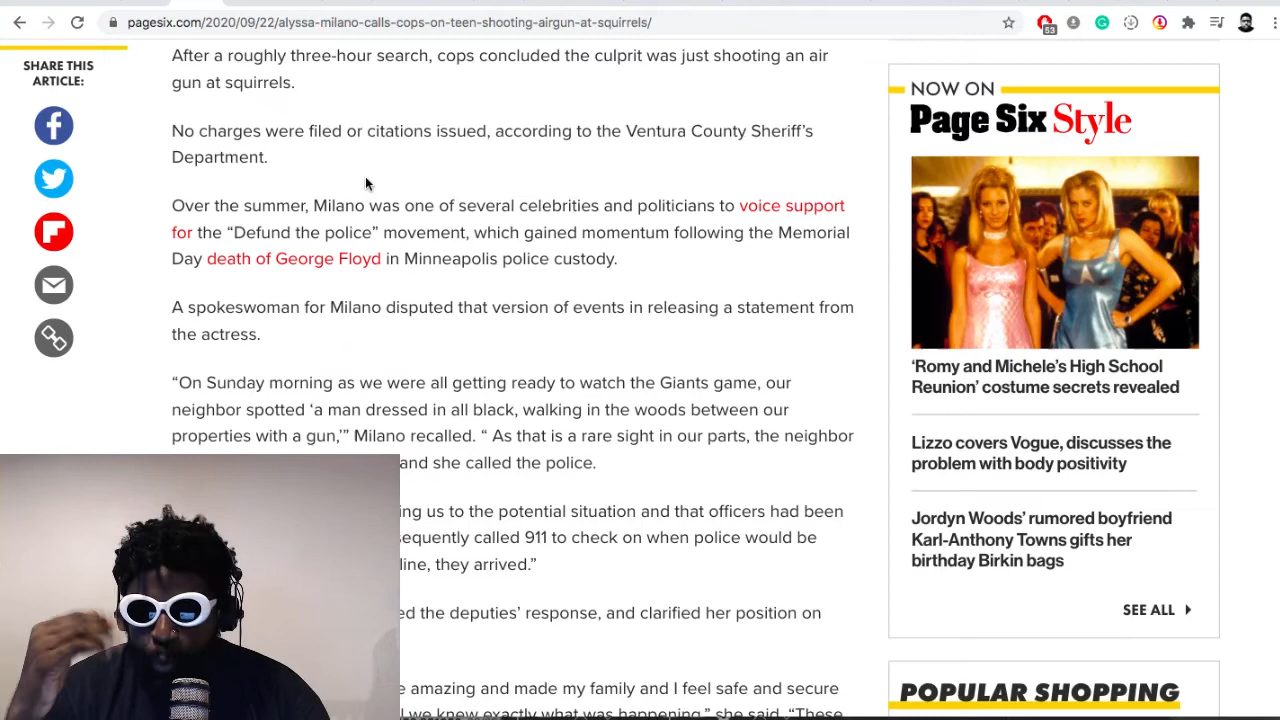 pagesix.com/2020/09/22/alyssa-milano-calls-cops-on-teen-shooting-airgun-at-squirrels/
53
SHARE THIS
ARTICLE:
After a roughly three-hour search, cops concluded the culprit was just shooting an air
gun at squirrels.
No charges were filed or citations issued, according to the Ventura County Sheriff’s
Department.
Over the summer, Milano was one of several celebrities and politicians to voice support
for the “Defund the police” movement, which gained momentum following the Memorial
Day death of George Floyd in Minneapolis police custody.
A spokeswoman for Milano disputed that version of events in releasing a statement from
the actress.
“On Sunday morning as we were all getting ready to watch the Giants game, our
neighbor spotted ‘a man dressed in all black, walking in the woods between our
properties with a gun,’” Milano recalled. “ As that is a rare sight in our parts, the neighbor
and she called the police.
us to the potential situation and that officers had been
called 911 to check on when police would be
line, they arrived.”
the deputies’ response, and clarified her position on
amazing and made my family and I feel safe and secure
we knew exactly what was happening,” she said. “These
NOW ON
Page Six Style
‘Romy and Michele’s High School
Reunion’ costume secrets revealed
Lizzo covers Vogue, discusses the
problem with body positivity
Jordyn Woods’ rumored boyfriend
Karl-Anthony Towns gifts her
birthday Birkin bags
SEE ALL
POPULAR SHOPPING